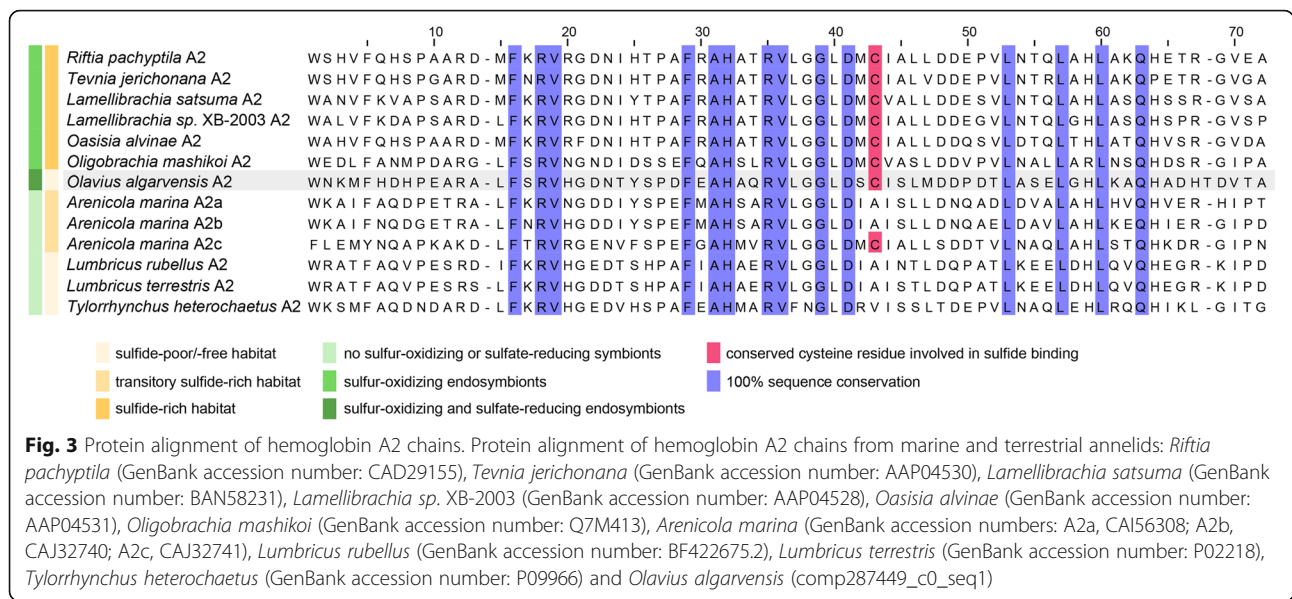 10 20 30 40 50 60 70
Riftia pachyptila A2 WSHVFQHSPAARD-MFKRVRGDNIHTPAFRAHATRVLGGLDMCIALLDDEPVLNTQLAHLAKQHETR-GVEA
Tevnia jerichonana A2 WSHVFQHSPGARD-MFNRVRGDNIHTPAFRAHATRVLGGLDMCIALLDDEPVLNTQLAHLAKQPETR-GVGA
Lamellibrachia satsuma A2 WANVFKVAPSARD-MFKRVRGDNIYTPAFRAHATRVLGGLDMCVALLDDESVLNTQLAHLASQHSSR-GVSA
Lamellibrachia sp. XB-2003 A2 WALVFKDAPSARD-LFKRVRGDNIHTPAFRAHATRVLGGLDMCIALLDDEGVLNTQLAHLASQHSPR-GVSP
Oasisia alvinae A2 WAHVFQHSPAARD-MFKRVRFDNIHTPAFRAHATRVLGGLDMCIALLDDQSVLDTQLTHLATQHVSR-GVDA
Oligobrachia mashikoi A2 WEDLFANMPDARG-LFSRVNGNDIDSSEFQAHSLRVLGGLDMCVASLDDVPVLNALLARLNSQHDSR-GIPA
Olavius algarvensis A2 WNKMFHDHPEARA-LFSRVHGDNTYSPDFEAHAQRVLGGLDSCISLMDDPDTLASELGHLKAQHADHTDVTA
Arenicola marina A2a WKAIFAQDPETRA-LFKRVNGDDIYSPEFMAHSARVLGGLDIAISLLDNQADLDVALAHLHVQHVER-HIPT
Arenicola marina A2b WKAIFANQDGETRA-LFKRVNGDDIYSPEFMAHSARVLGGLDIAISLLDNQAELDAVLAHLKEQHIER-GIPD
Arenicola marina A2c FLEMYNQAPKAKD-LFTRVRGENVFSPEFGAHMVRVLGGLDMCIALLSDDTVLNAQLAHLSTQHKDR-GIPN
Lumbricus rubellus A2 WRATFAQVPESRD-IFKRVHGEDTSHPAFIAHAERVLGGLDIAINTLDQPATLKEELDHLQVQHEGR-KIPD
Lumbricus terrestris A2 WRATFAQDVPESRS-LFKRVHGDDTSHPAFIAHAERVLGGLDIAISTLDQPATLKEELDHLQVQHEGR-KIPD
Tylorrhynchus heterochaetus A2 WKSMFAQDNDARD-LFKRVHGEDVHSPAFEAHMARVFNGLDRVISSLTDEPVLNAQLEHLRQQHIKL-GITG
sulfide-poor/-free habitat no sulfur-oxidizing or sulfate-reducing symbionts conserved cysteine residue involved in sulfide binding
transitory sulfide-rich habitat sulfur-oxidizing endosymbionts 100% sequence conservation
sulfide-rich habitat sulfur-oxidizing and sulfate-reducing endosymbionts
Fig. 3 Protein alignment of hemoglobin A2 chains. Protein alignment of hemoglobin A2 chains from marine and terrestrial annelids: Riftia
pachyptila (GenBank accession number: CAD29155), Tevnia jerichonana (GenBank accession number: AAP04530), Lamellibrachia satsuma (GenBank
accession number: BAN58231), Lamellibrachia sp. XB-2003 (GenBank accession number: AAP04528), Oasisia alvinae (GenBank accession number:
AAP04531), Oligobrachia mashikoi (GenBank accession number: Q7M413), Arenicola marina (GenBank accession numbers: A2a, CAI56308; A2b,
CAJ32740; A2c, CAJ32741), Lumbricus rubellus (GenBank accession number: BF422675.2), Lumbricus terrestris (GenBank accession number: P02218),
Tylorrhynchus heterochaetus (GenBank accession number: P09966) and Olavius algarvensis (comp287449_c0_seq1)